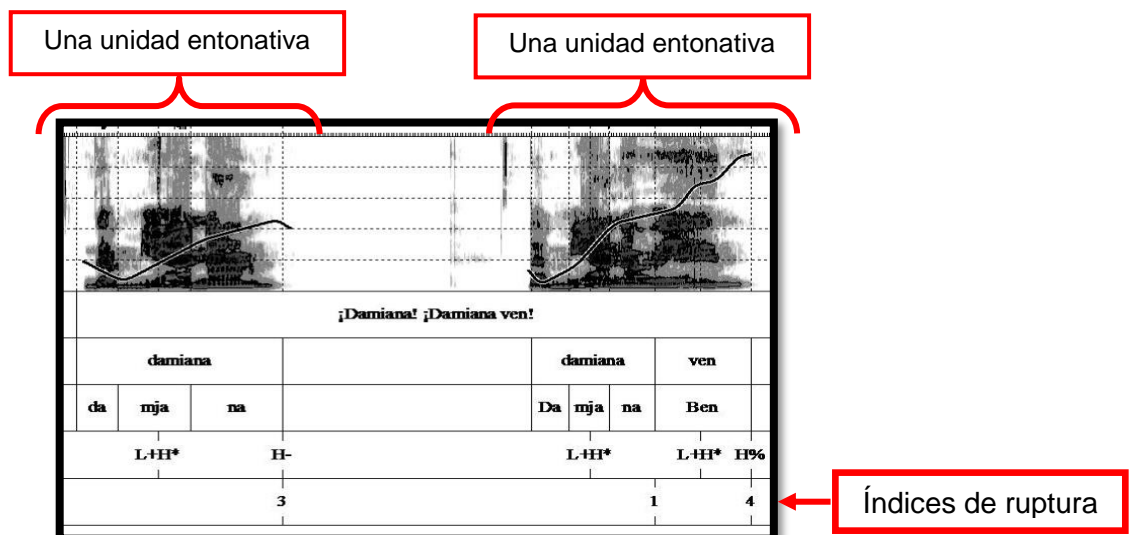 Una unidad entonativa
Una unidad entonativa
¡Damiana! ¡Damiana ven!
damiana damiana ven
da mja na Da mja na Ben
L+H* H- L+H* L+H* H%
3 1 4
Índices de ruptura